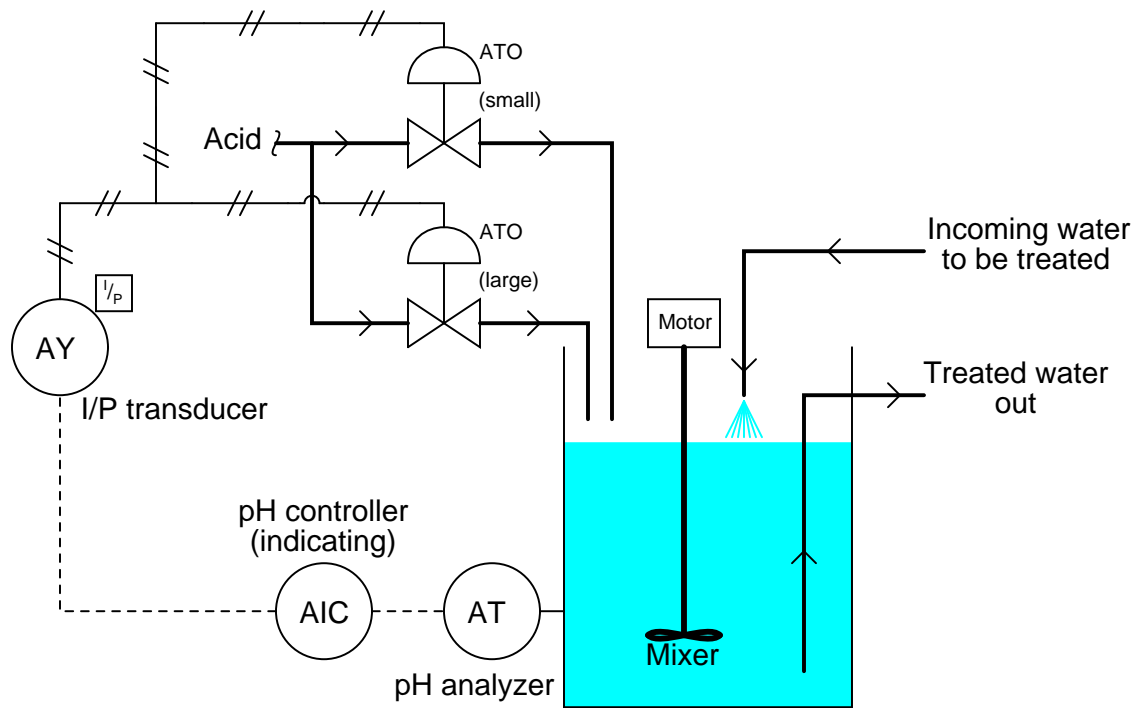 ATO
(small)
Acid
ATO
(large)
Incoming water
to be treated
I/P
Motor
AY
Treated water
out
I/P transducer
pH controller
(indicating)
AIC
AT
Mixer
pH analyzer